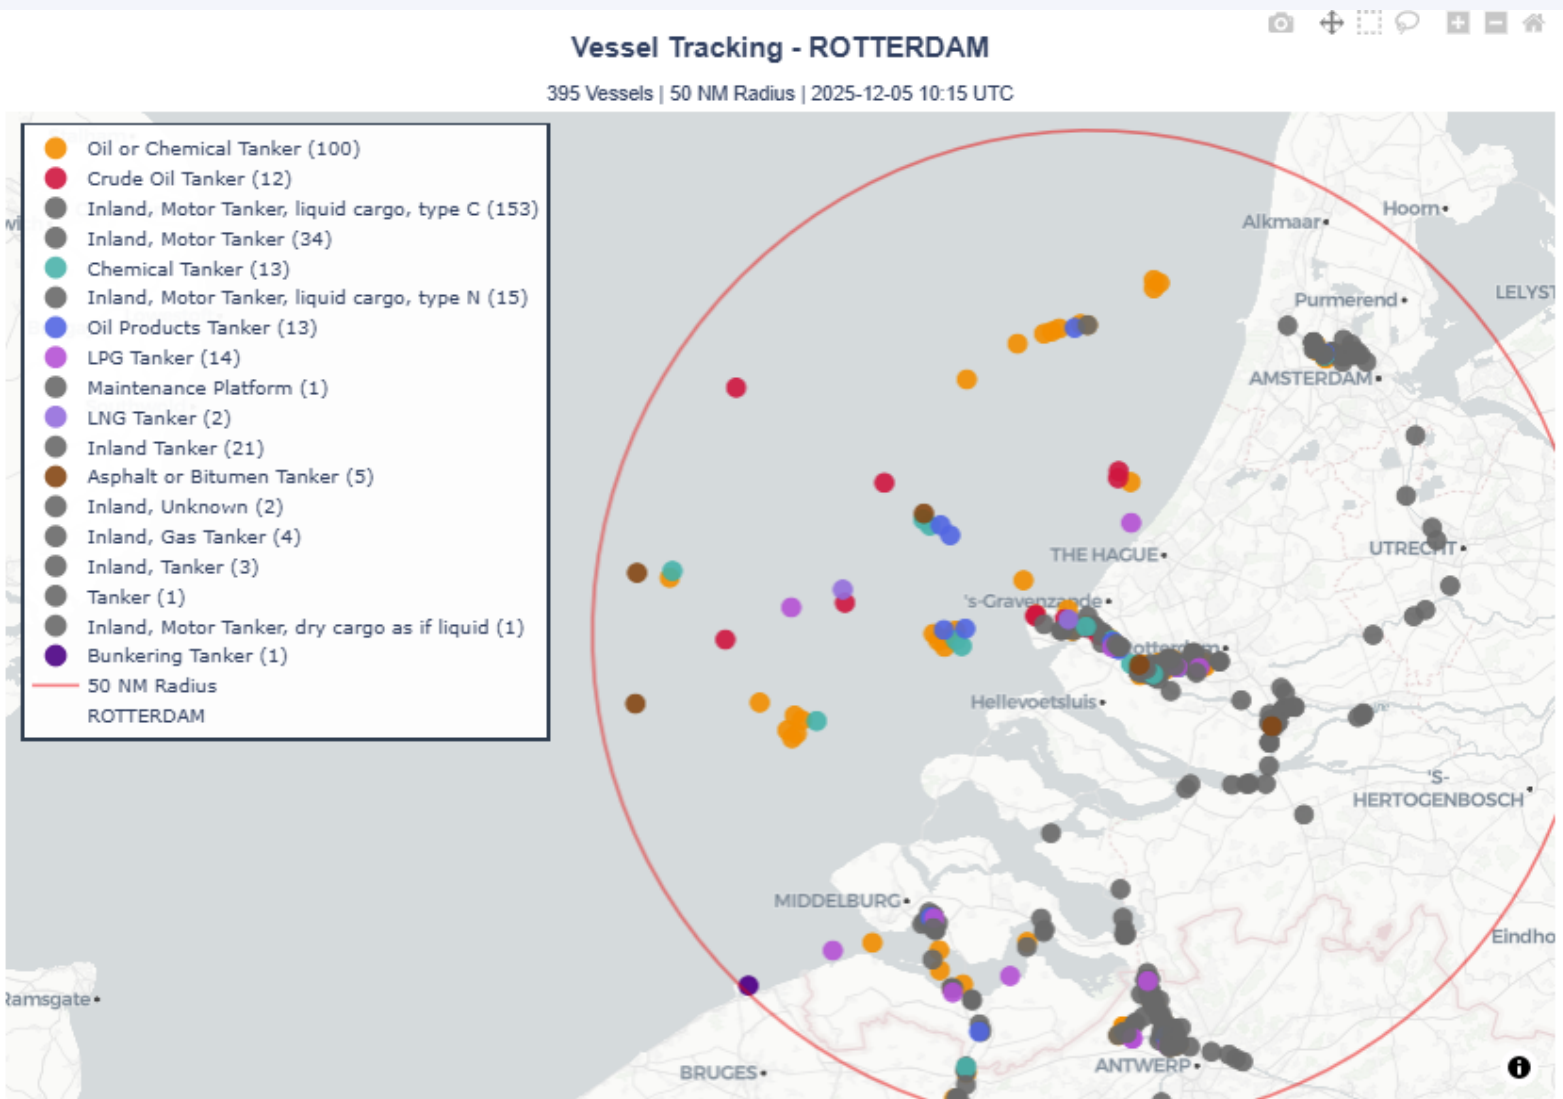 Vessel Tracking - ROTTERDAM
395 Vessels | 50 NM Radius | 2025-12-05 10:15 UTC
Oil or Chemical Tanker (100)
Crude Oil Tanker (12)
Inland, Motor Tanker, liquid cargo, type C (153)
Inland, Motor Tanker (34)
Chemical Tanker (13)
Inland, Motor Tanker, liquid cargo, type N (15)
Oil Products Tanker (13)
LPG Tanker (14)
Maintenance Platform (1)
LNG Tanker (2)
Inland Tanker (21)
Asphalt or Bitumen Tanker (5)
Inland, Unknown (2)
Inland, Gas Tanker (4)
Inland, Tanker (3)
Tanker (1)
Inland, Motor Tanker, dry cargo as if liquid (1)
Bunkering Tanker (1)
50 NM Radius
ROTTERDAM
Hoorn
Alkmaar
LELYST
Purmerend
AMSTERDAM
UTRECHT
THE HAGUE
's-Gravenzande
Rotterdam
Hellevoetsluis
'S-
HERTOGENBOSCH
MIDDELBURG
Eindho
Ramsgate
ANTWERP
BRUGES